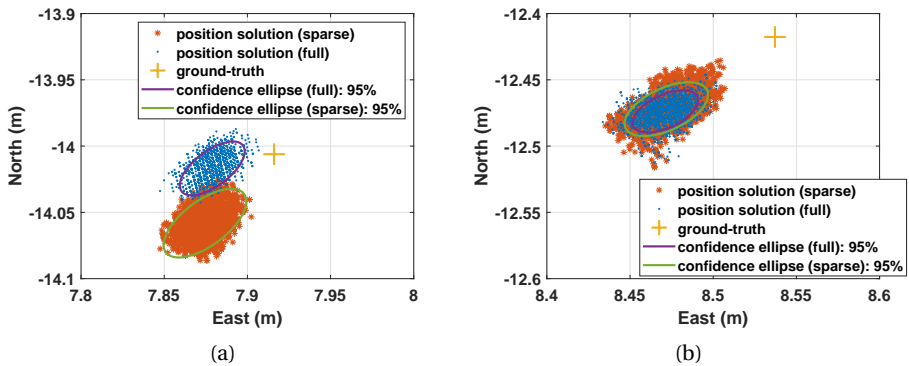 -13.9
position solution (sparse)
position solution (full)
ground-truth
confidence ellipse (full): 95%
confidence ellipse (sparse): 95%
-13.95
-14
-14.05
-14.1
North (m)
7.8
7.85
7.9
7.95
8
East (m)
(a)
-12.4
-12.45
-12.5
-12.55
-12.6
North (m)
position solution (sparse)
position solution (full)
ground-truth
confidence ellipse (full): 95%
confidence ellipse (sparse): 95%
8.4
8.45
8.5
8.55
8.6
East (m)
(b)